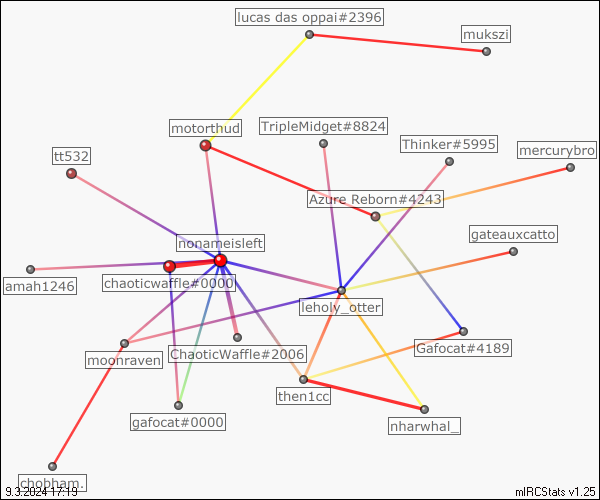 lucas das oppai#2396
mukszi
motorthud
TripleMidget#8824
Thinker#5995
mercurybro
tt532
Azure Reborn#4243
nonameisleft
gateauxcatto
amah1246
chaoticwaffle#0000
leholy_otter
moonraven
ChaoticWaffle#2006
Gafocat#4189
then1cc
gafocat#0000
nharwhal_
chobham.
9.3.2024 17:19
mIRCStats v1.25